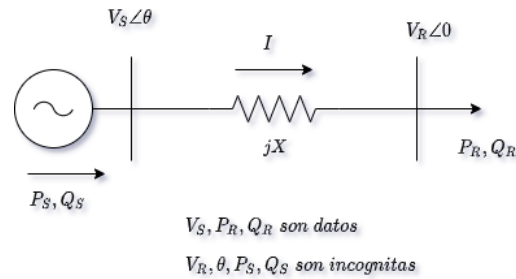 V_S∠θ
V_R∠0
I
jX
P_R, Q_R
P_S, Q_S
V_S, P_R, Q_R son datos
V_R, θ, P_S, Q_S son incognitas